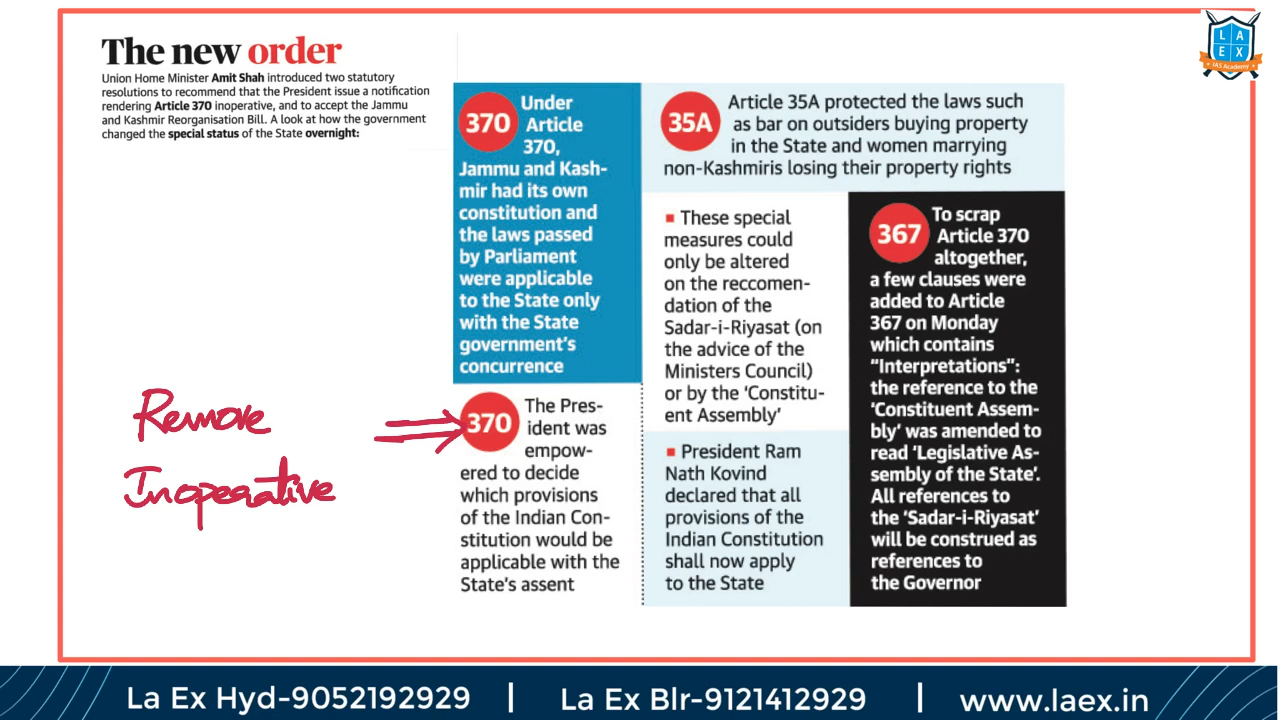 The new order
Union Home Minister Amit Shah introduced two statutory
resolutions to recommend that the President issue a notification
rendering Article 370 inoperative, and to accept the Jammu
and Kashmir Reorganisation Bill. A look at how the government
changed the special status of the State overnight:
L A
E X
IAS Academy
370 Under
Article
370,
Jammu and Kash-
mir had its own
constitution and
the laws passed
by Parliament
were applicable
to the State only
with the State
government's
concurrence
35A Article 35A protected the laws such
as bar on outsiders buying property
in the State and women marrying
non-Kashmiris losing their property rights
Remove
Inoperative
370 The Pres-
ident was
empow-
ered to decide
which provisions
of the Indian Con-
stitution would be
applicable with the
State's assent
These special
measures could
only be altered
on the reccomen-
dation of the
Sadar-i-Riyasat (on
the advice of the
Ministers Council)
or by the 'Constitu-
ent Assembly'
President Ram
Nath Kovind
declared that all
provisions of the
Indian Constitution
shall now apply
to the State
367 To scrap
Article 370
altogether,
a few clauses were
added to Article
367 on Monday
which contains
"Interpretations":
the reference to the
'Constituent Assem-
bly' was amended to
read 'Legislative As-
sembly of the State'.
All references to
the 'Sadar-i-Riyasat'
will be construed as
references to
the Governor
La Ex Hyd-9052192929 | La Ex Blr-9121412929 | www.laex.in